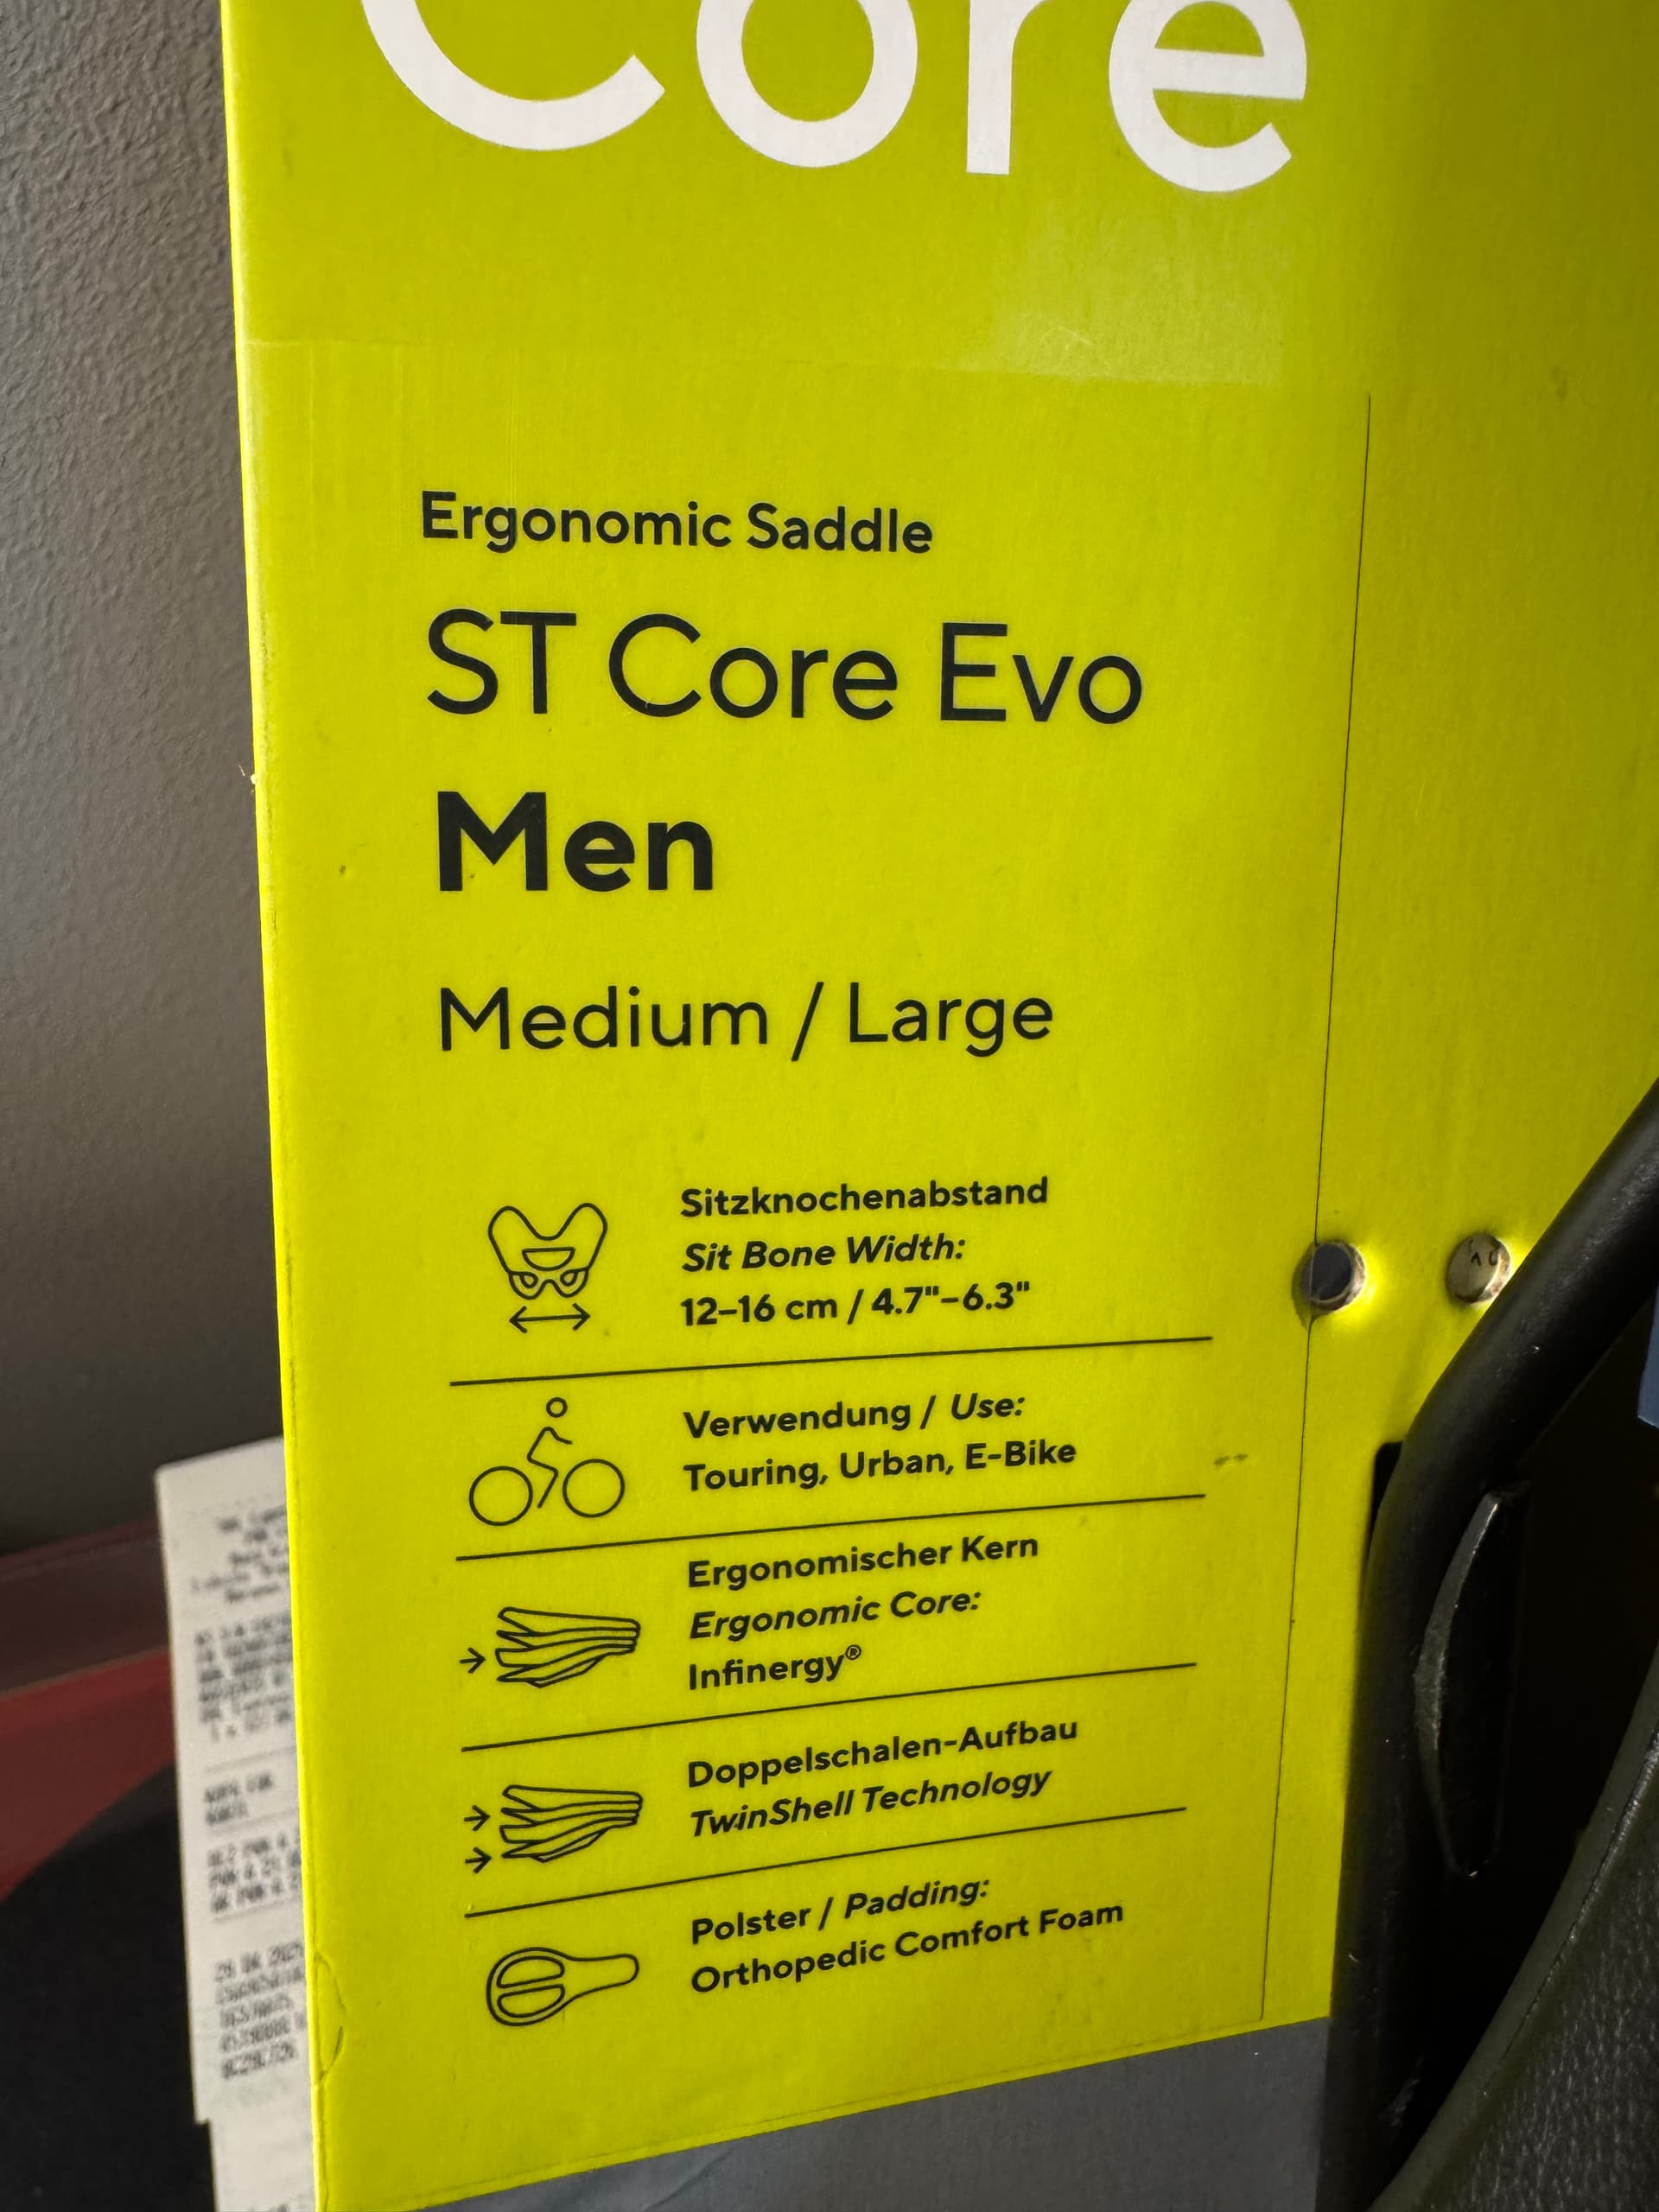 Core
Ergonomic Saddle
ST Core Evo
Men
Medium / Large
Sitzknochenabstand
Sit Bone Width:
12–16 cm / 4.7"–6.3"
Verwendung / Use:
Touring, Urban, E-Bike
Ergonomischer Kern
Ergonomic Core:
Infinergy®
Doppelschalen-Aufbau
TwinShell Technology
Polster / Padding:
Orthopedic Comfort Foam